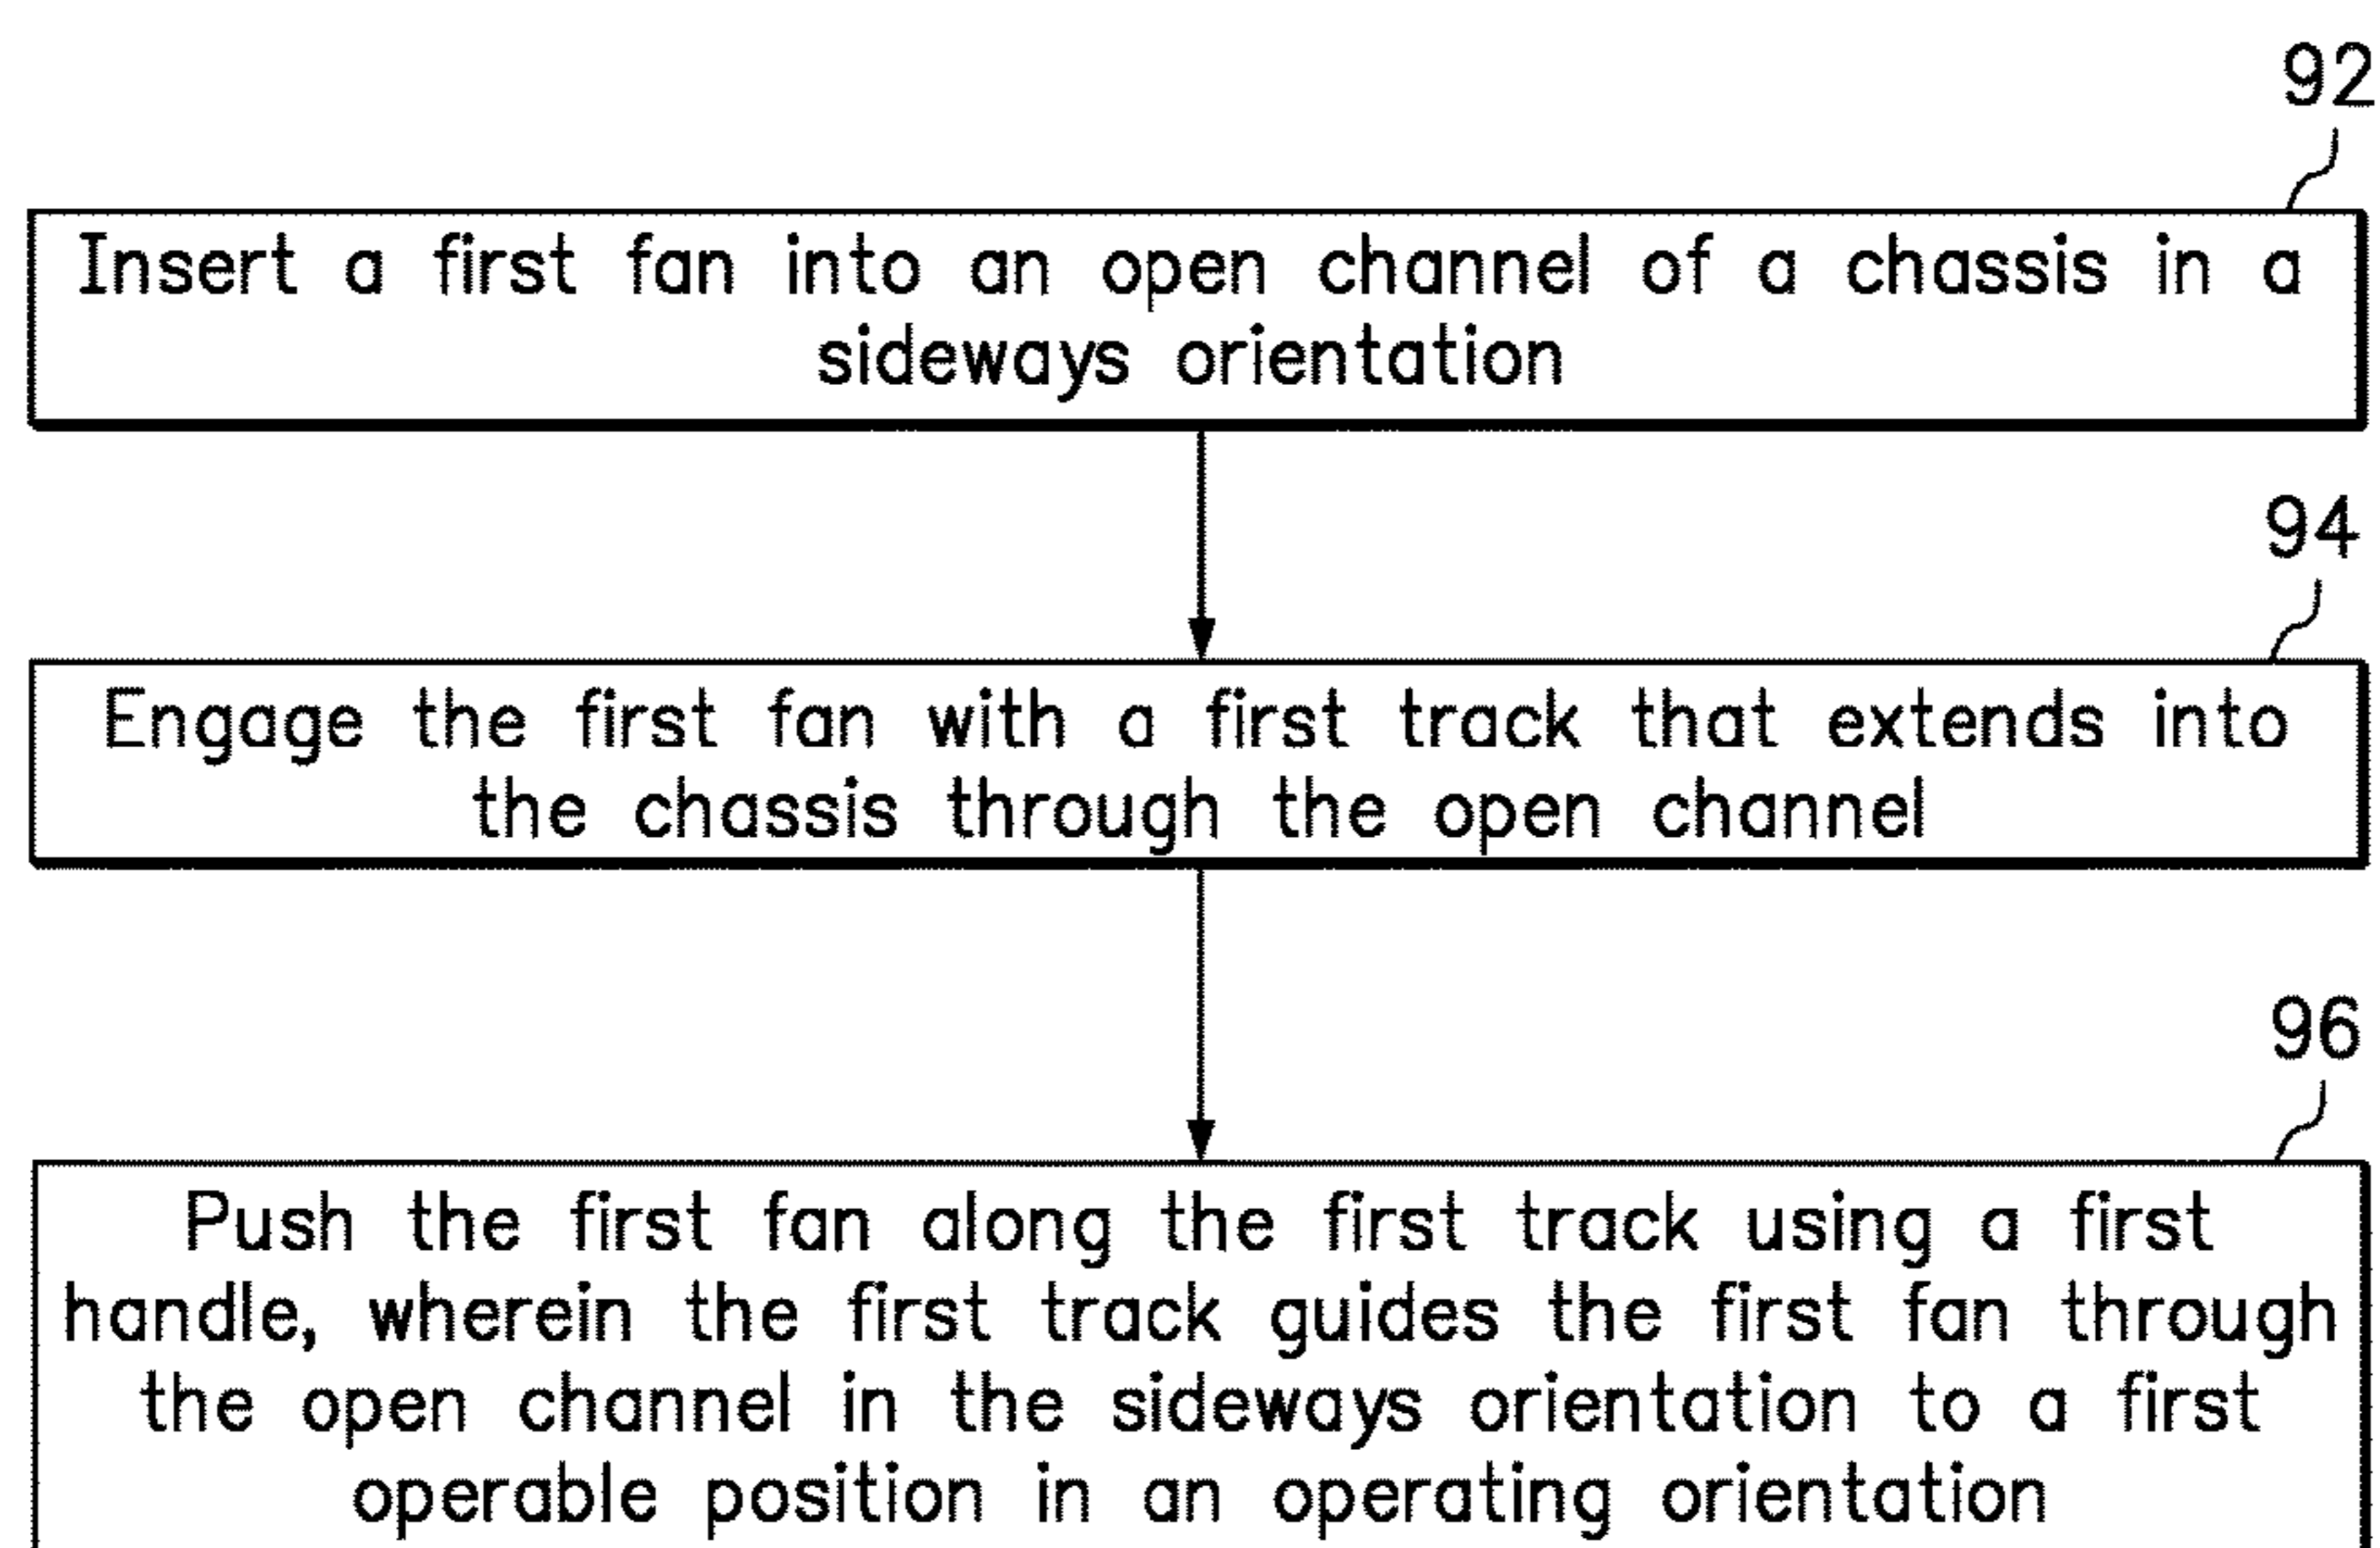 92
Insert a first fan into an open channel of a chassis in a
sideways orientation
94
Engage the first fan with a first track that extends into
the chassis through the open channel
96
Push the first fan along the first track using a first
handle, wherein the first track guides the first fan through
the open channel in the sideways orientation to a first
operable position in an operating orientation